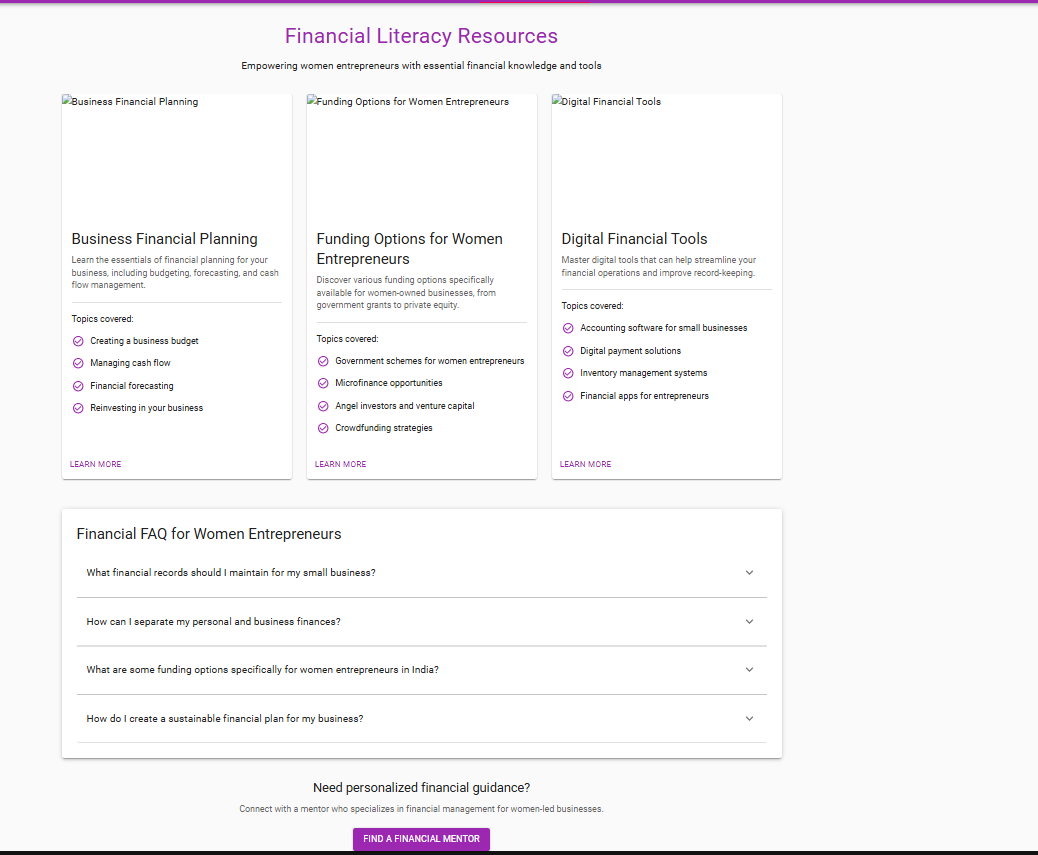 Financial Literacy Resources
Empowering women entrepreneurs with essential financial knowledge and tools
Business Financial Planning
Business Financial Planning
Learn the essentials of financial planning for your
business, including budgeting, forecasting, and cash
flow management.
Topics covered:
Creating a business budget
Managing cash flow
Financial forecasting
Reinvesting in your business
LEARN MORE
Funding Options for Women Entrepreneurs
Funding Options for Women
Entrepreneurs
Discover various funding options specifically
available for women-owned businesses, from
government grants to private equity.
Topics covered:
Government schemes for women entrepreneurs
Microfinance opportunities
Angel investors and venture capital
Crowdfunding strategies
LEARN MORE
Digital Financial Tools
Digital Financial Tools
Master digital tools that can help streamline your
financial operations and improve record-keeping.
Topics covered:
Accounting software for small businesses
Digital payment solutions
Inventory management systems
Financial apps for entrepreneurs
LEARN MORE
Financial FAQ for Women Entrepreneurs
What financial records should I maintain for my small business?
How can I separate my personal and business finances?
What are some funding options specifically for women entrepreneurs in India?
How do I create a sustainable financial plan for my business?
Need personalized financial guidance?
Connect with a mentor who specializes in financial management for women-led businesses.
FIND A FINANCIAL MENTOR